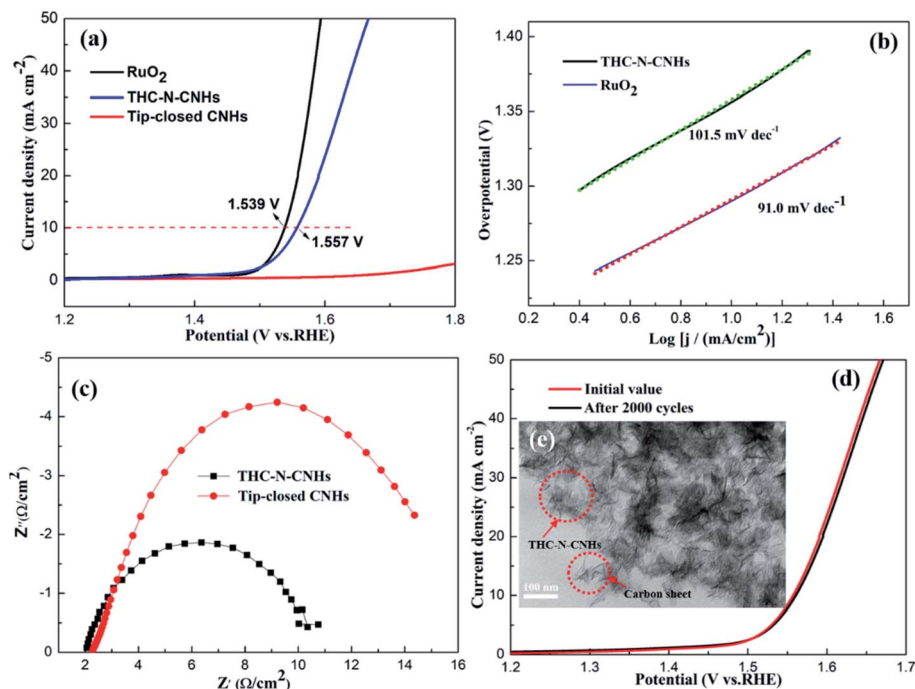 (a)
50
40
30
20
10
0
Current density (mA cm⁻²)
RuO₂
THC-N-CNHs
Tip-closed CNHs
1.539 V
1.557 V
1.2 1.4 1.6 1.8
Potential (V vs.RHE)
(b)
1.40
1.35
1.30
1.25
Overpotential (V)
THC-N-CNHs
RuO₂
101.5 mV dec⁻¹
91.0 mV dec⁻¹
0.4 0.6 0.8 1.0 1.2 1.4 1.6
Log [j / (mA/cm²)]
(c)
-5
-4
-3
-2
-1
0
Z''(Ω/cm²)
THC-N-CNHs
Tip-closed CNHs
0 2 4 6 8 10 12 14 16
Z' (Ω/cm²)
(d)
50
40
30
20
10
0
Current density (mA cm⁻²)
Initial value
After 2000 cycles
(e)
THC-N-CNHs
Carbon sheet
100 nm
1.2 1.3 1.4 1.5 1.6 1.7
Potential (V vs.RHE)